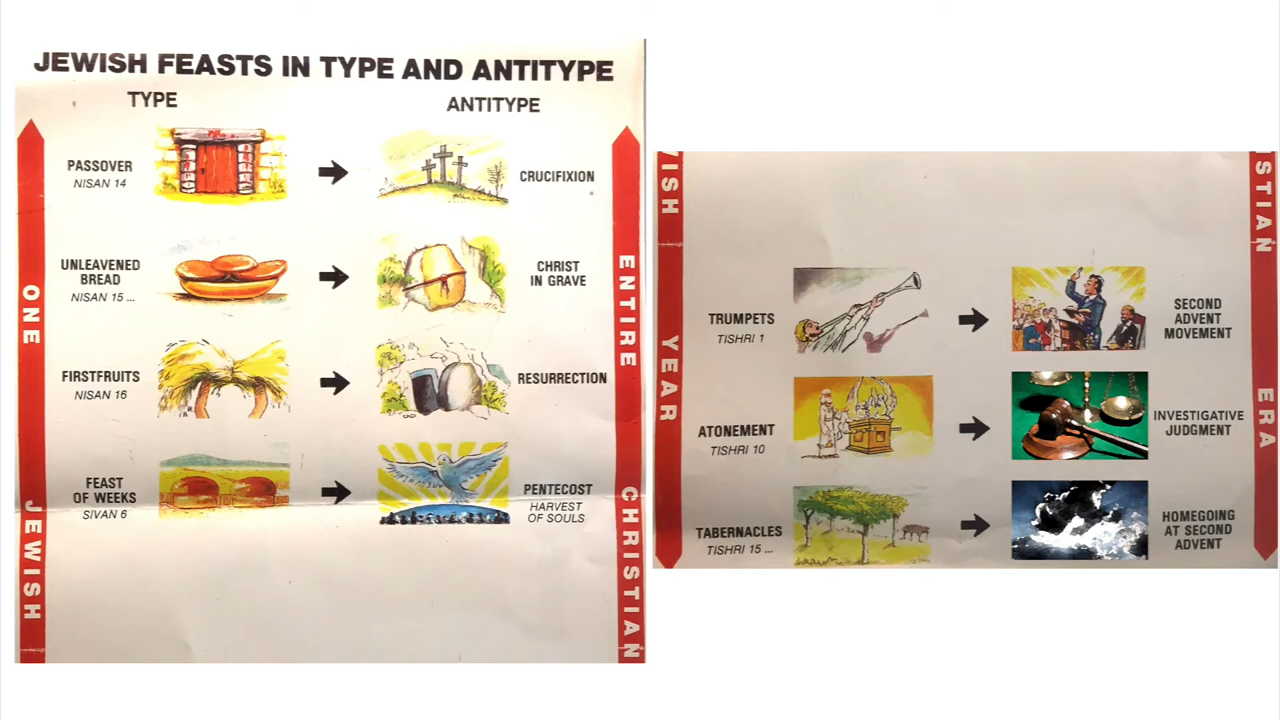 JEWISH FEASTS IN TYPE AND ANTITYPE
TYPE
ANTITYPE
PASSOVER
NISAN 14
CRUCIFIXION
UNLEAVENED
BREAD
NISAN 15 ...
CHRIST
IN GRAVE
FIRSTFRUITS
NISAN 16
RESURRECTION
FEAST
OF WEEKS
SIVAN 6
PENTECOST
HARVEST
OF SOULS
ONE JEWISH
ENTIRE CHRISTIAN
WISH YEAR
STIAN ERA
TRUMPETS
TISHRI 1
SECOND
ADVENT
MOVEMENT
ATONEMENT
TISHRI 10
INVESTIGATIVE
JUDGMENT
TABERNACLES
TISHRI 15 ...
HOMEGOING
AT SECOND
ADVENT